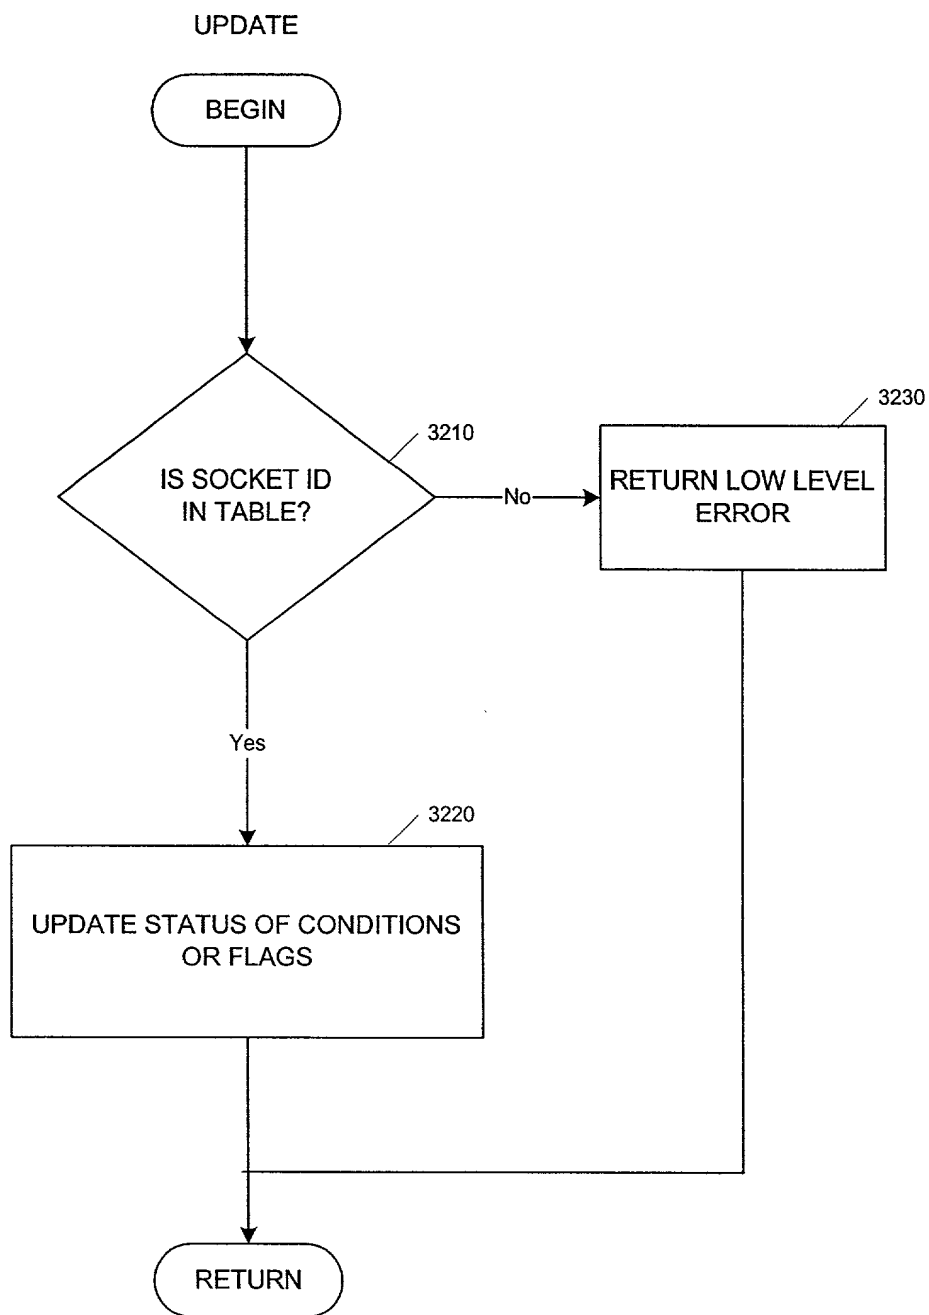 UPDATE
BEGIN
3210
IS SOCKET ID
IN TABLE?
No
3230
RETURN LOW LEVEL
ERROR
Yes
3220
UPDATE STATUS OF CONDITIONS
OR FLAGS
RETURN